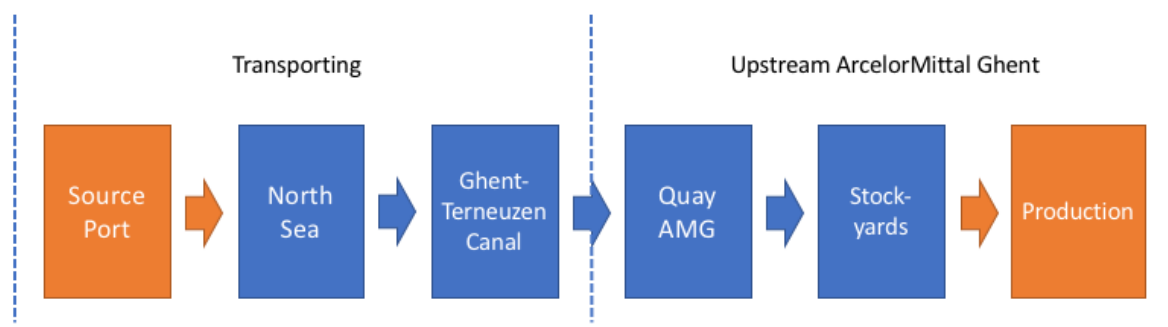 Transporting
Upstream ArcelorMittal Ghent
Source
Port
North
Sea
Ghent-
Terneuzen
Canal
Quay
AMG
Stock-
yards
Production